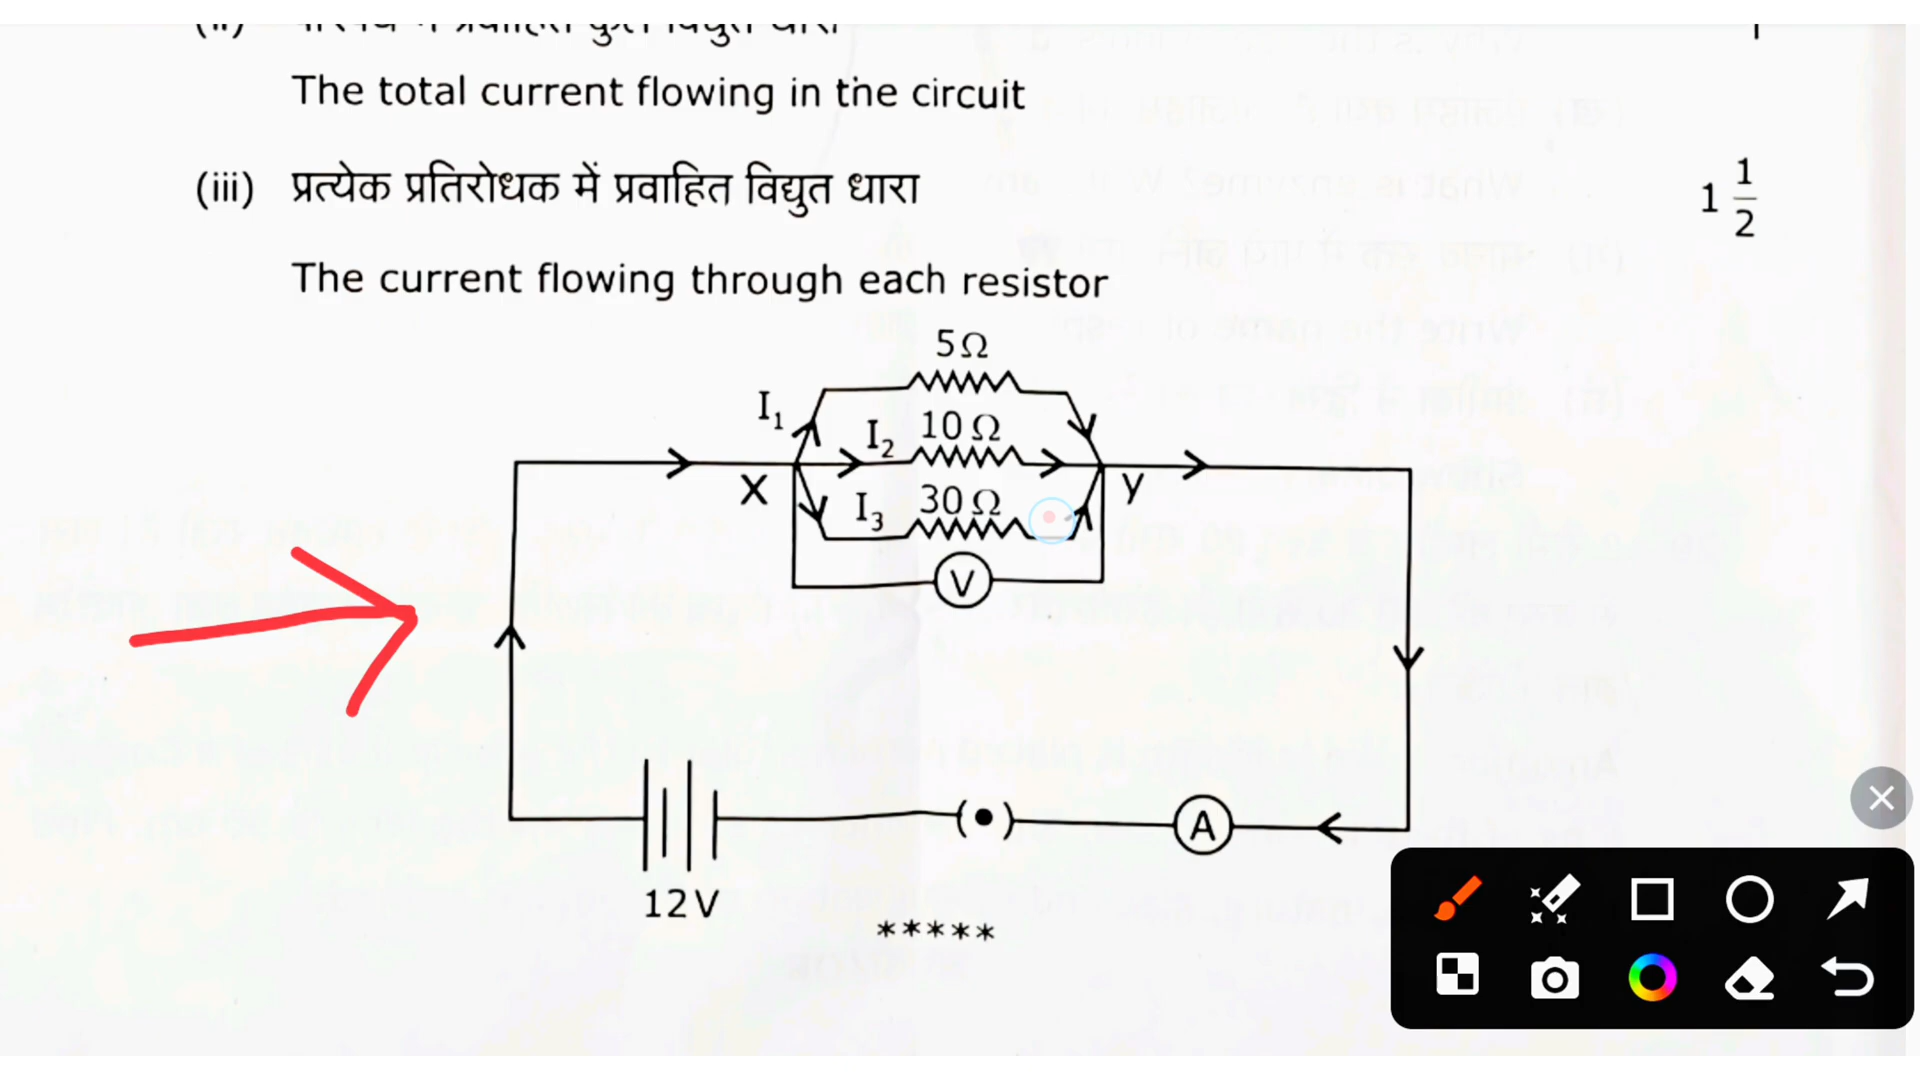 The total current flowing in the circuit
(iii) प्रत्येक प्रतिरोधक में प्रवाहित विद्युत धारा 1 1/2
The current flowing through each resistor
5Ω
I₁
I₂ 10 Ω
x I₃ 30 Ω y
V
A
12V
*****